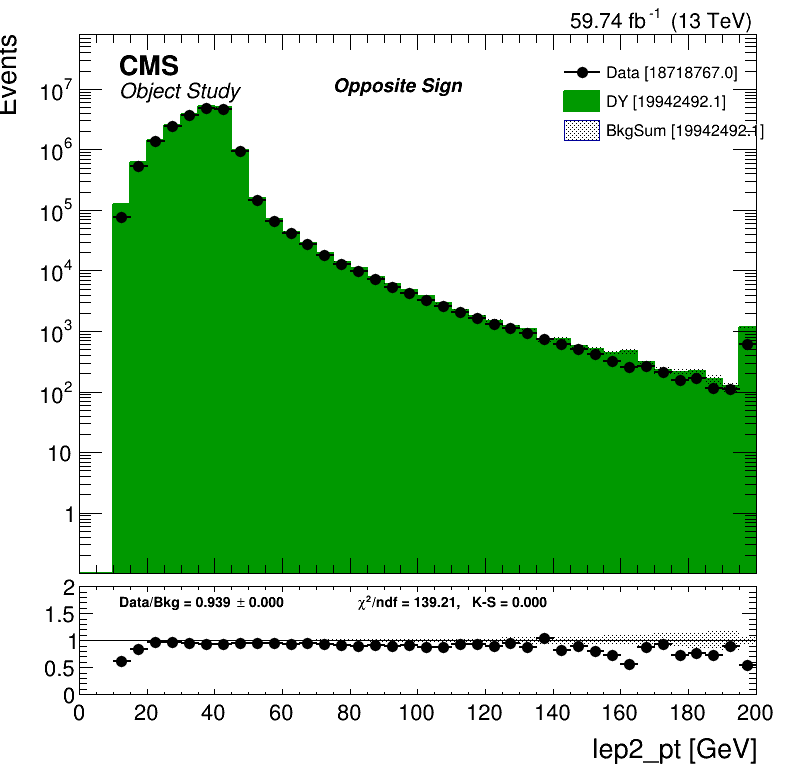 59.74 fb⁻¹ (13 TeV)
Events
CMS
Object Study
Opposite Sign
Data [18718767.0]
DY [19942492.1]
BkgSum [19942492.1]
10⁷
10⁶
10⁵
10⁴
10³
10²
10
1
2
1.5
1
0.5
0
Data/Bkg = 0.939 ± 0.000
χ²/ndf = 139.21, K-S = 0.000
0 20 40 60 80 100 120 140 160 180 200
lep2_pt [GeV]